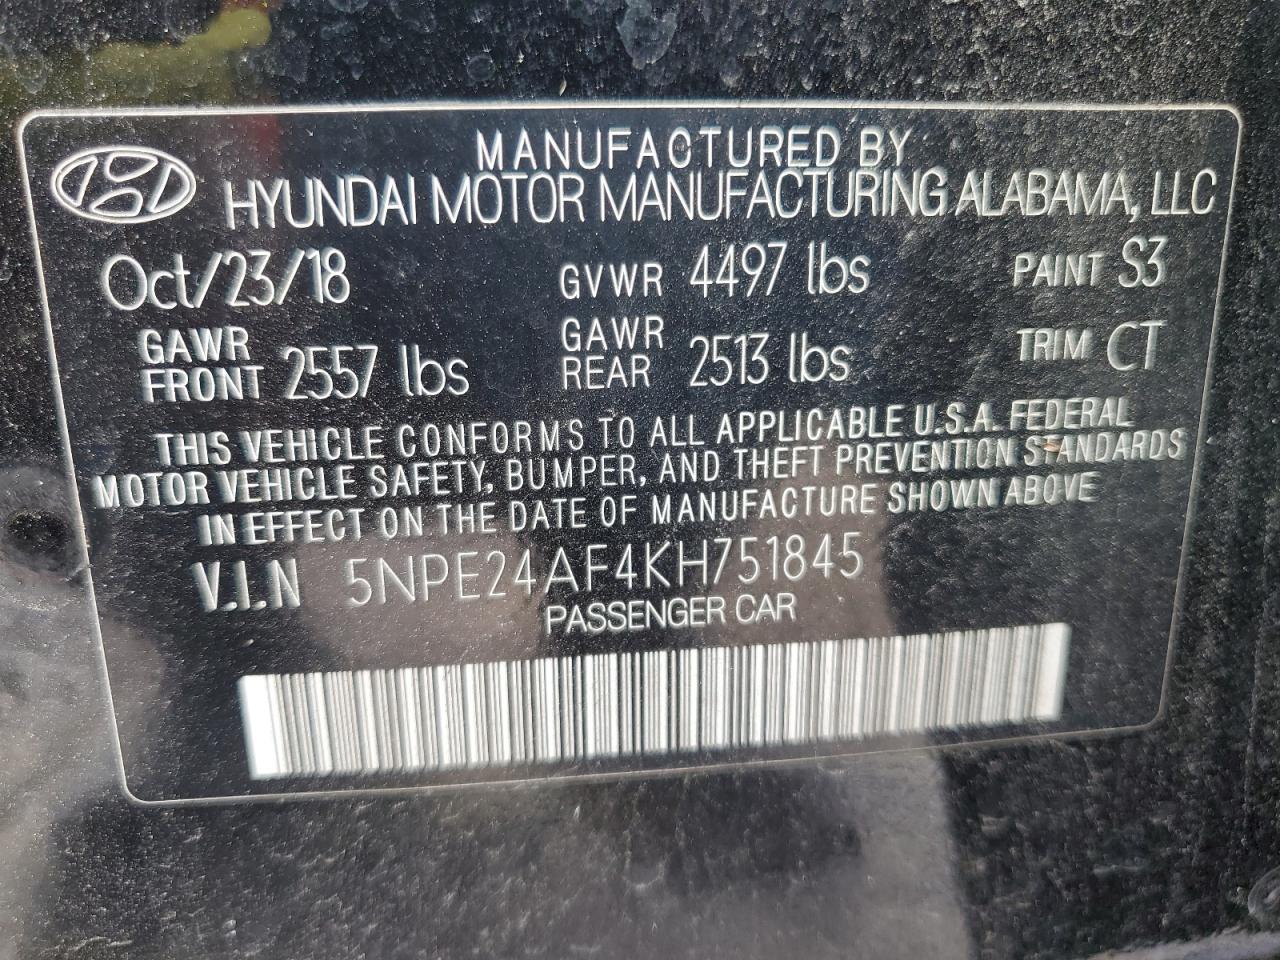 MANUFACTURED BY
HYUNDAI MOTOR MANUFACTURING ALABAMA, LLC
Oct/23/18 GVWR 4497 lbs PAINT S3
GAWR FRONT 2557 lbs GAWR REAR 2513 lbs TRIM CT
THIS VEHICLE CONFORMS TO ALL APPLICABLE U.S.A. FEDERAL
MOTOR VEHICLE SAFETY, BUMPER, AND THEFT PREVENTION STANDARDS
IN EFFECT ON THE DATE OF MANUFACTURE SHOWN ABOVE
V.I.N 5NPE24AF4KH751845
PASSENGER CAR